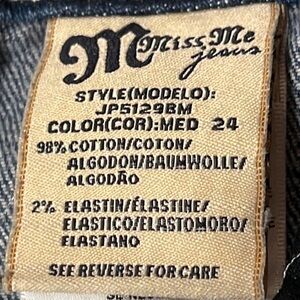 M Miss Me
jeans
STYLE(MODELO):
JP5129BM
COLOR(COR):MED 24
98% COTTON/COTON/
ALGODON/BAUMWOLLE/
ALGODÃO
2% ELASTIN/ÉLASTINE/
ELASTICO/ELASTOMORO/
ELASTANO
SEE REVERSE FOR CARE